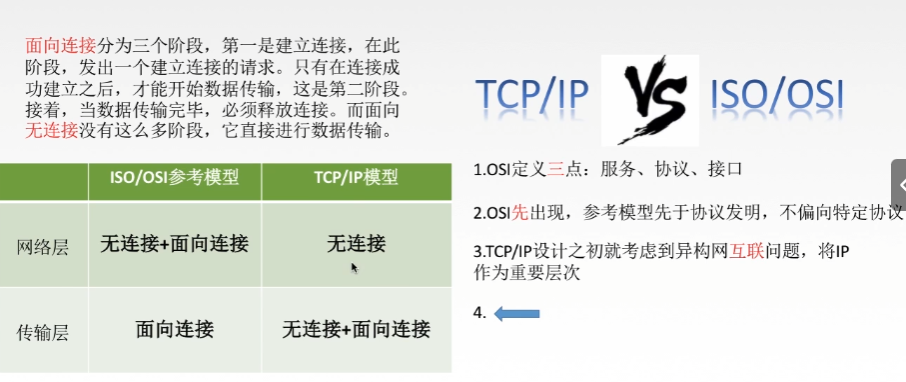 面向连接分为三个阶段，第一是建立连接，在此
阶段，发出一个建立连接的请求。只有在连接成
功建立之后，才能开始数据传输，这是第二阶段。
接着，当数据传输完毕，必须释放连接。而面向
无连接没有这么多阶段，它直接进行数据传输。
ISO/OSI参考模型 TCP/IP模型
网络层 无连接+面向连接 无连接
传输层 面向连接 无连接+面向连接
TCP/IP VS ISO/OSI
1.OSI定义三点：服务、协议、接口
2.OSI先出现，参考模型先于协议发明，不偏向特定协议
3.TCP/IP设计之初就考虑到异构网互联问题，将IP
作为重要层次
4.